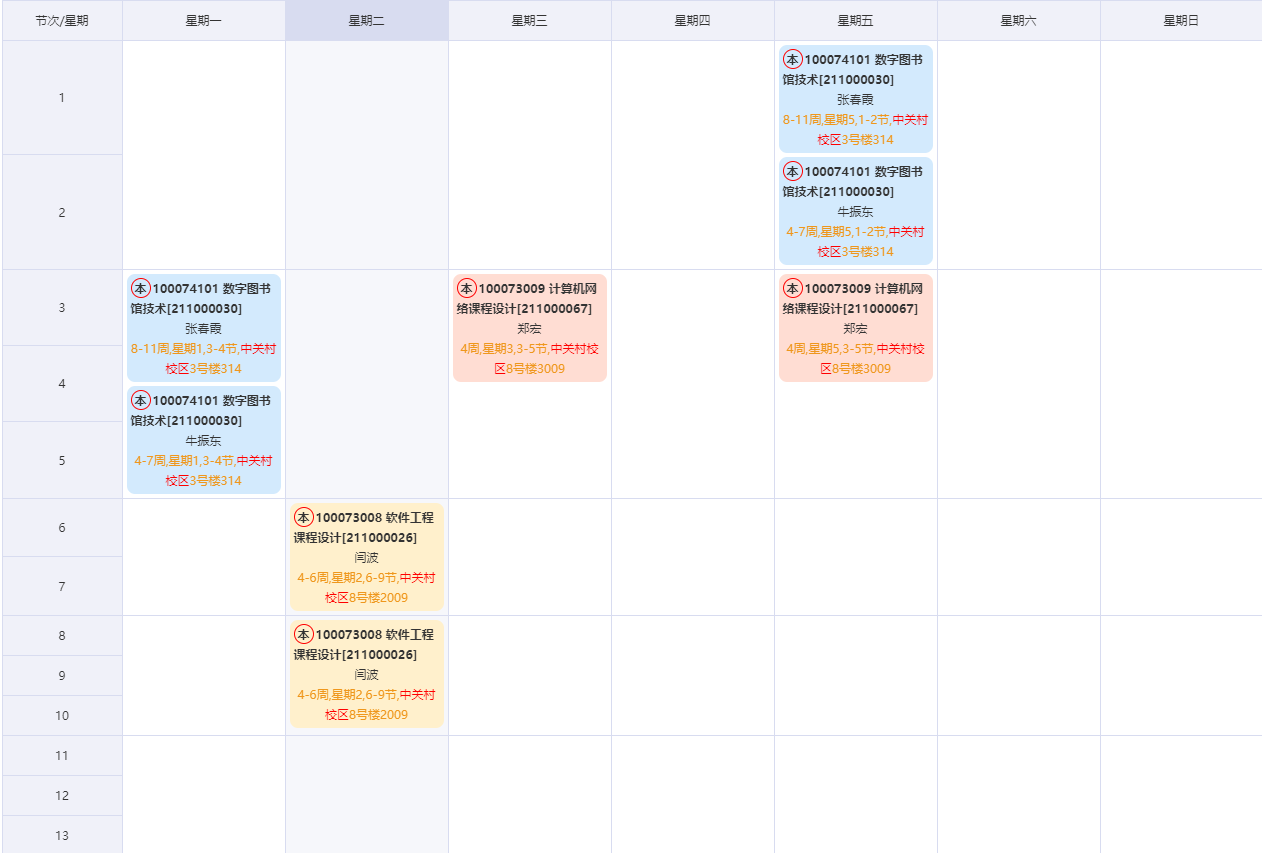 节次/星期 星期一 星期二 星期三 星期四 星期五 星期六 星期日
1
本 100074101 数字图书
馆技术[211000030]
张春霞
8-11周,星期5,1-2节,中关村
校区3号楼314
2
本 100074101 数字图书
馆技术[211000030]
牛振东
4-7周,星期5,1-2节,中关村
校区3号楼314
3
4
5
本 100074101 数字图书
馆技术[211000030]
张春霞
8-11周,星期1,3-4节,中关村
校区3号楼314
本 100074101 数字图书
馆技术[211000030]
牛振东
4-7周,星期1,3-4节,中关村
校区3号楼314
本 100073009 计算机网
络课程设计[211000067]
郑宏
4周,星期3,3-5节,中关村校
区8号楼3009
本 100073009 计算机网
络课程设计[211000067]
郑宏
4周,星期5,3-5节,中关村校
区8号楼3009
6
7
本 100073008 软件工程
课程设计[211000026]
闫波
4-6周,星期2,6-9节,中关村
校区8号楼2009
8
9
10
本 100073008 软件工程
课程设计[211000026]
闫波
4-6周,星期2,6-9节,中关村
校区8号楼2009
11
12
13